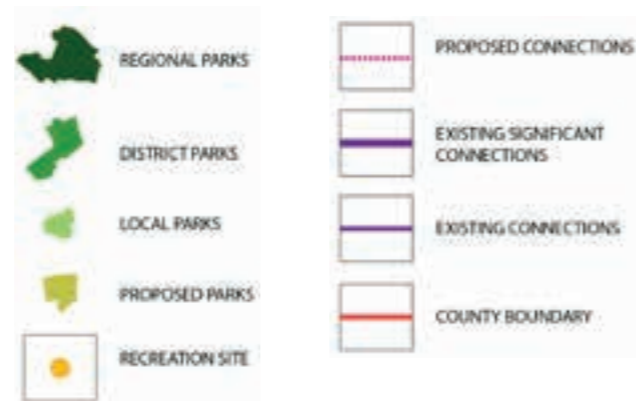 REGIONAL PARKS
DISTRICT PARKS
LOCAL PARKS
PROPOSED PARKS
RECREATION SITE
PROPOSED CONNECTIONS
EXISTING SIGNIFICANT
CONNECTIONS
EXISTING CONNECTIONS
COUNTY BOUNDARY